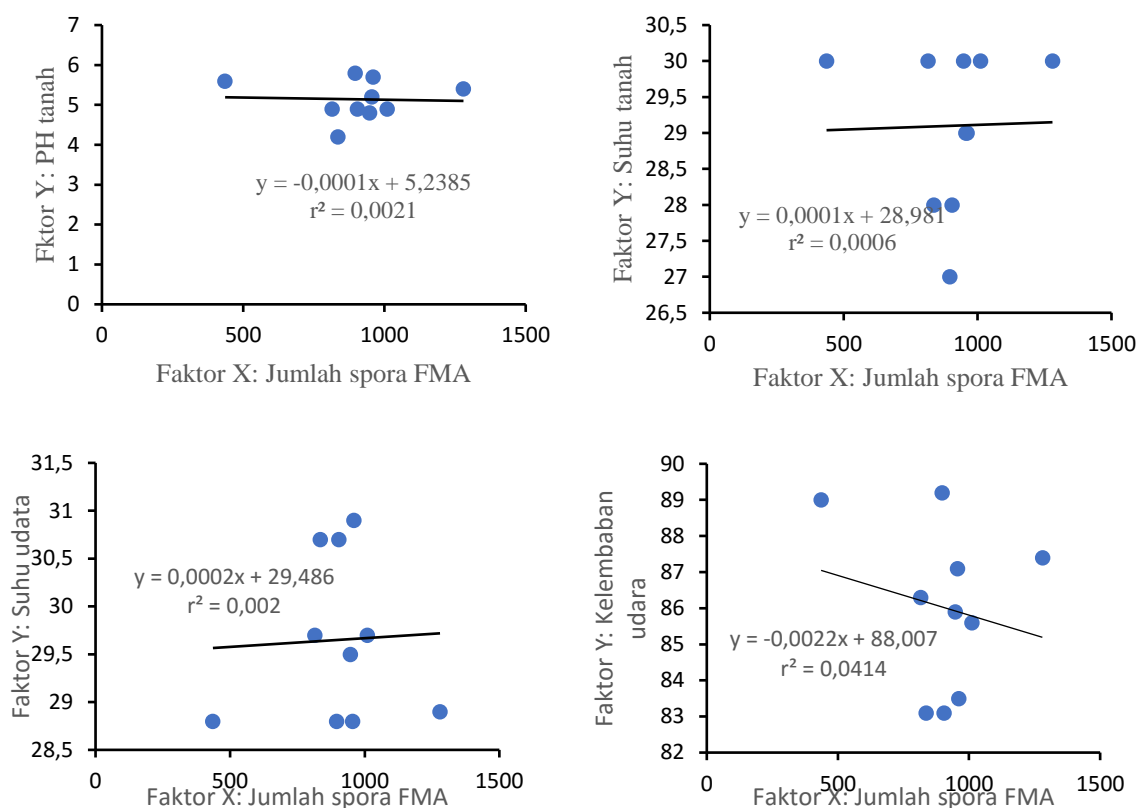 7
6
5
4
3
2
1
0
0 500 1000 1500
Fktor Y: PH tanah
y = -0,0001x + 5,2385
r² = 0,0021
Faktor X: Jumlah spora FMA
30,5
30
29,5
29
28,5
28
27,5
27
26,5
0 500 1000 1500
Faktor Y: Suhu tanah
y = 0,0001x + 28,981
r² = 0,0006
Faktor X: Jumlah spora FMA
31,5
31
30,5
30
29,5
29
28,5
0 500 1000 1500
Faktor Y: Suhu udata
y = 0,0002x + 29,486
r² = 0,002
Faktor X: Jumlah spora FMA
90
89
88
87
86
85
84
83
82
0 500 1000 1500
Faktor Y: Kelembaban
udara
y = -0,0022x + 88,007
r² = 0,0414
Faktor X: Jumlah spora FMA